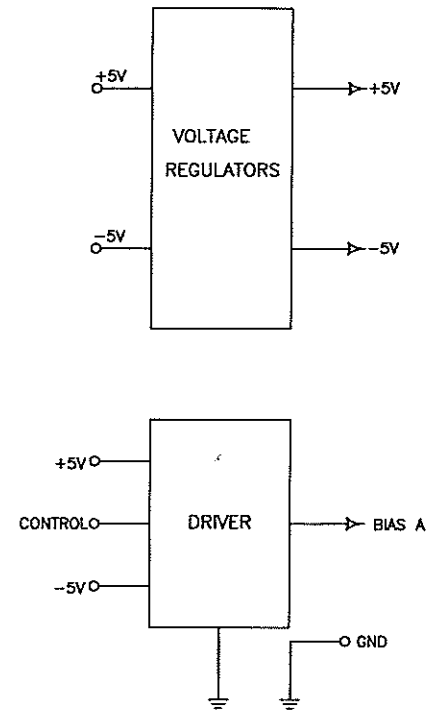 +5V
+5V
VOLTAGE
REGULATORS
-5V
-5V
+5V
CONTROL
DRIVER
BIAS A
-5V
GND